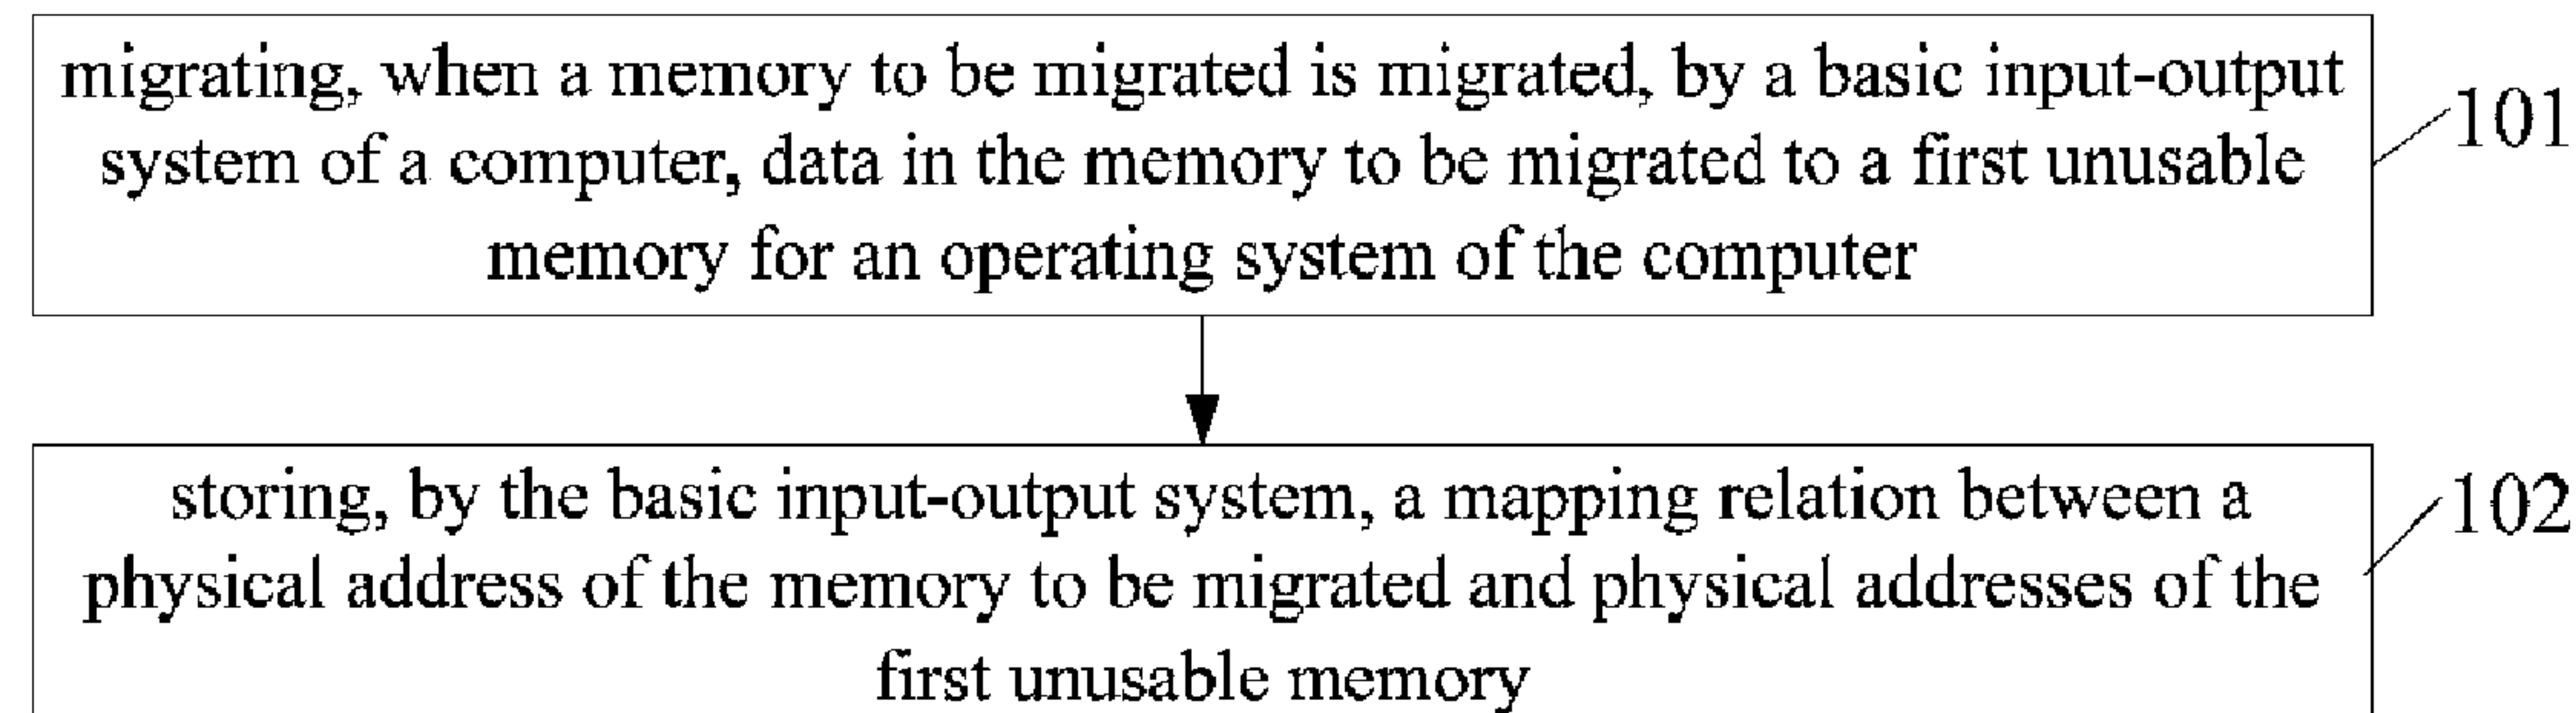 migrating, when a memory to be migrated is migrated, by a basic input-output
system of a computer, data in the memory to be migrated to a first unusable
memory for an operating system of the computer
101
storing, by the basic input-output system, a mapping relation between a
physical address of the memory to be migrated and physical addresses of the
first unusable memory
102